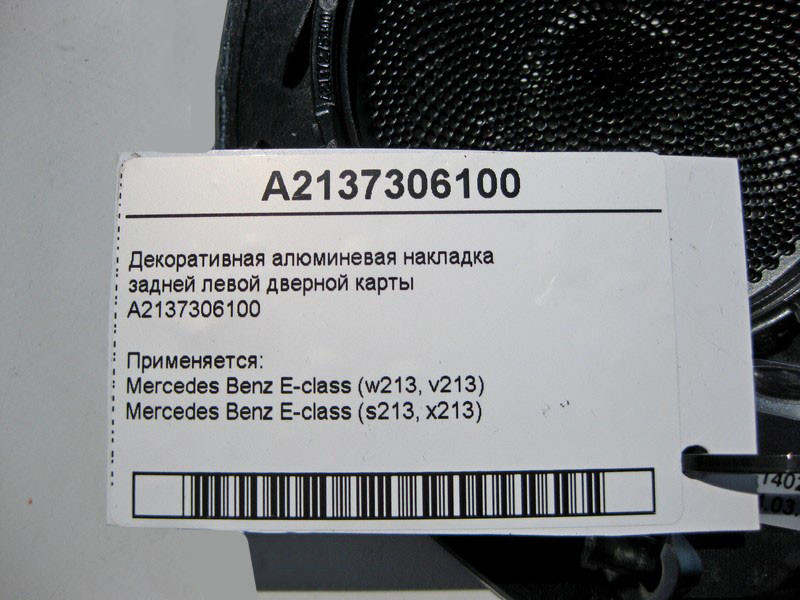 A2137306100
Декоративная алюминевая накладка
задней левой дверной карты
A2137306100
Применяется:
Mercedes Benz E-class (w213, v213)
Mercedes Benz E-class (s213, x213)